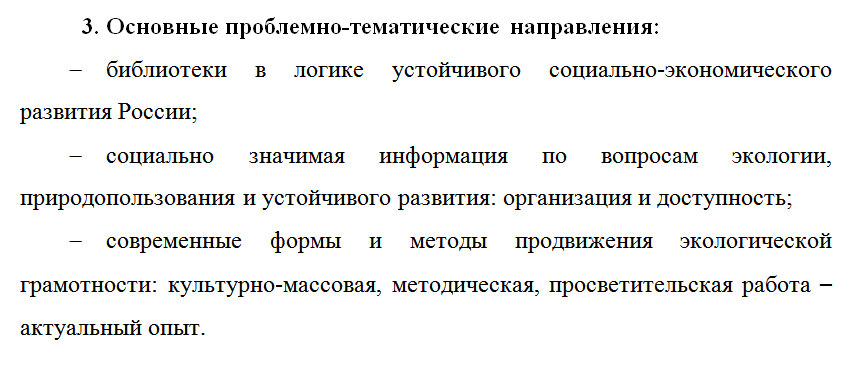 3. Основные проблемно-тематические направления:
– библиотеки в логике устойчивого социально-экономического
развития России;
– социально значимая информация по вопросам экологии,
природопользования и устойчивого развития: организация и доступность;
– современные формы и методы продвижения экологической
грамотности: культурно-массовая, методическая, просветительская работа –
актуальный опыт.